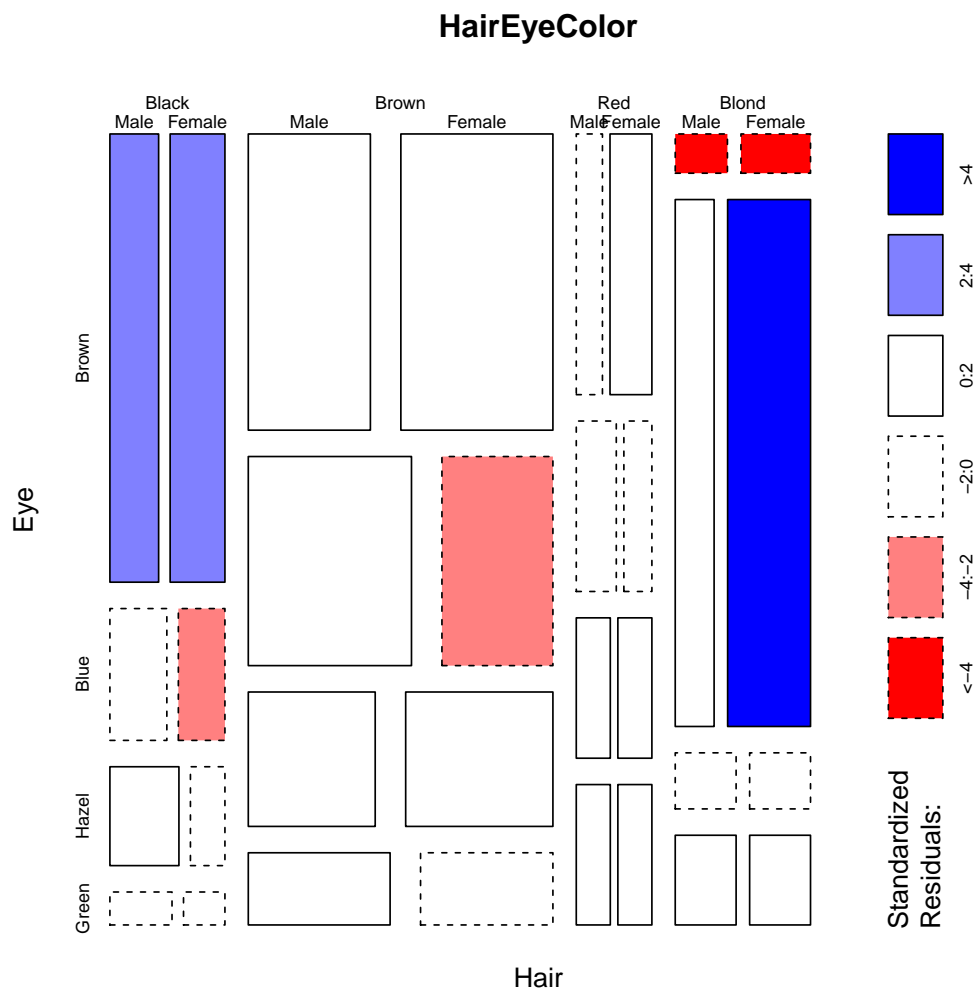 HairEyeColor
Black Brown Red Blond
Male Female Male Female Male Female Male Female
Brown
Blue
Hazel
Green
Eye
Hair
>4
2:4
0:2
−2:0
−4:−2
<−4
Standardized
Residuals: